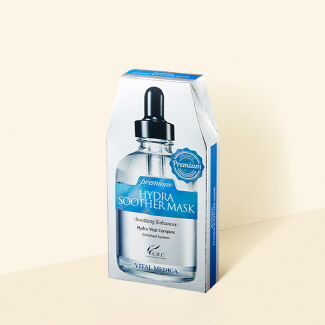 Premium
premium
HYDRA
SOOTHER MASK
-Soothing Enhancer-
Hydra Vital Complex
Enriched System
A.H.C
VITAL MEDICA